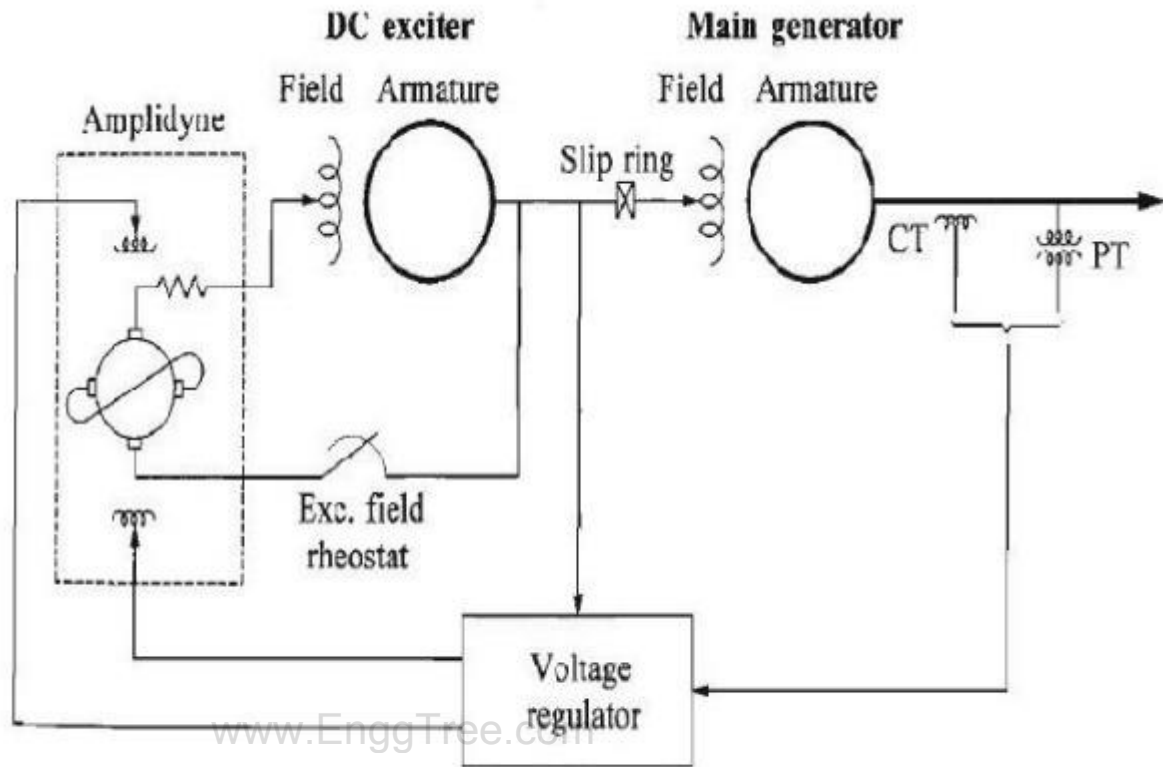 DC exciter
Main generator
Field
Armature
Field
Armature
Amplidyne
Slip ring
CT
PT
Exc. field
rheostat
Voltage
regulator
www.EnggTree.com